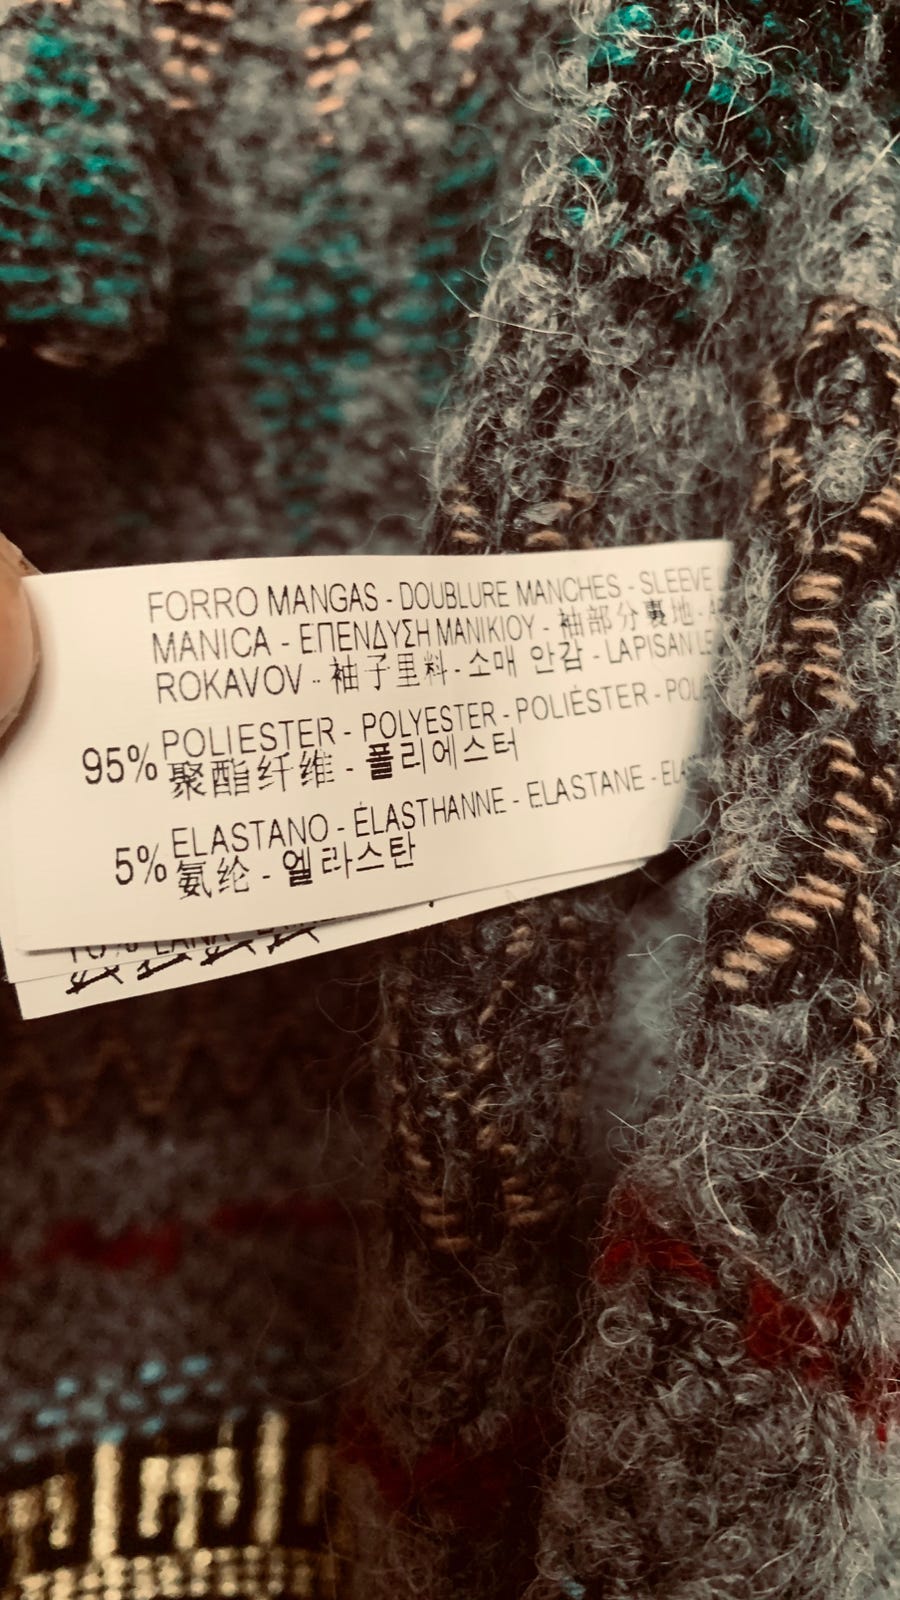 FORRO MANGAS - DOUBLURE MANCHES - SLEEVE
MANICA - ΕΠΕΝΔΥΣΗ ΜΑΝΙΚΙΟΥ - 袖部分裏地 -
ROKAVOV - 袖子里料 - 소매 안감 - LAPISAN
95% POLIESTER - POLYESTER - POLIÉSTER -
聚酯纤维 - 폴리에스터
5% ELASTANO - ÉLASTHANNE - ELASTANE -
氨纶 - 엘라스탄